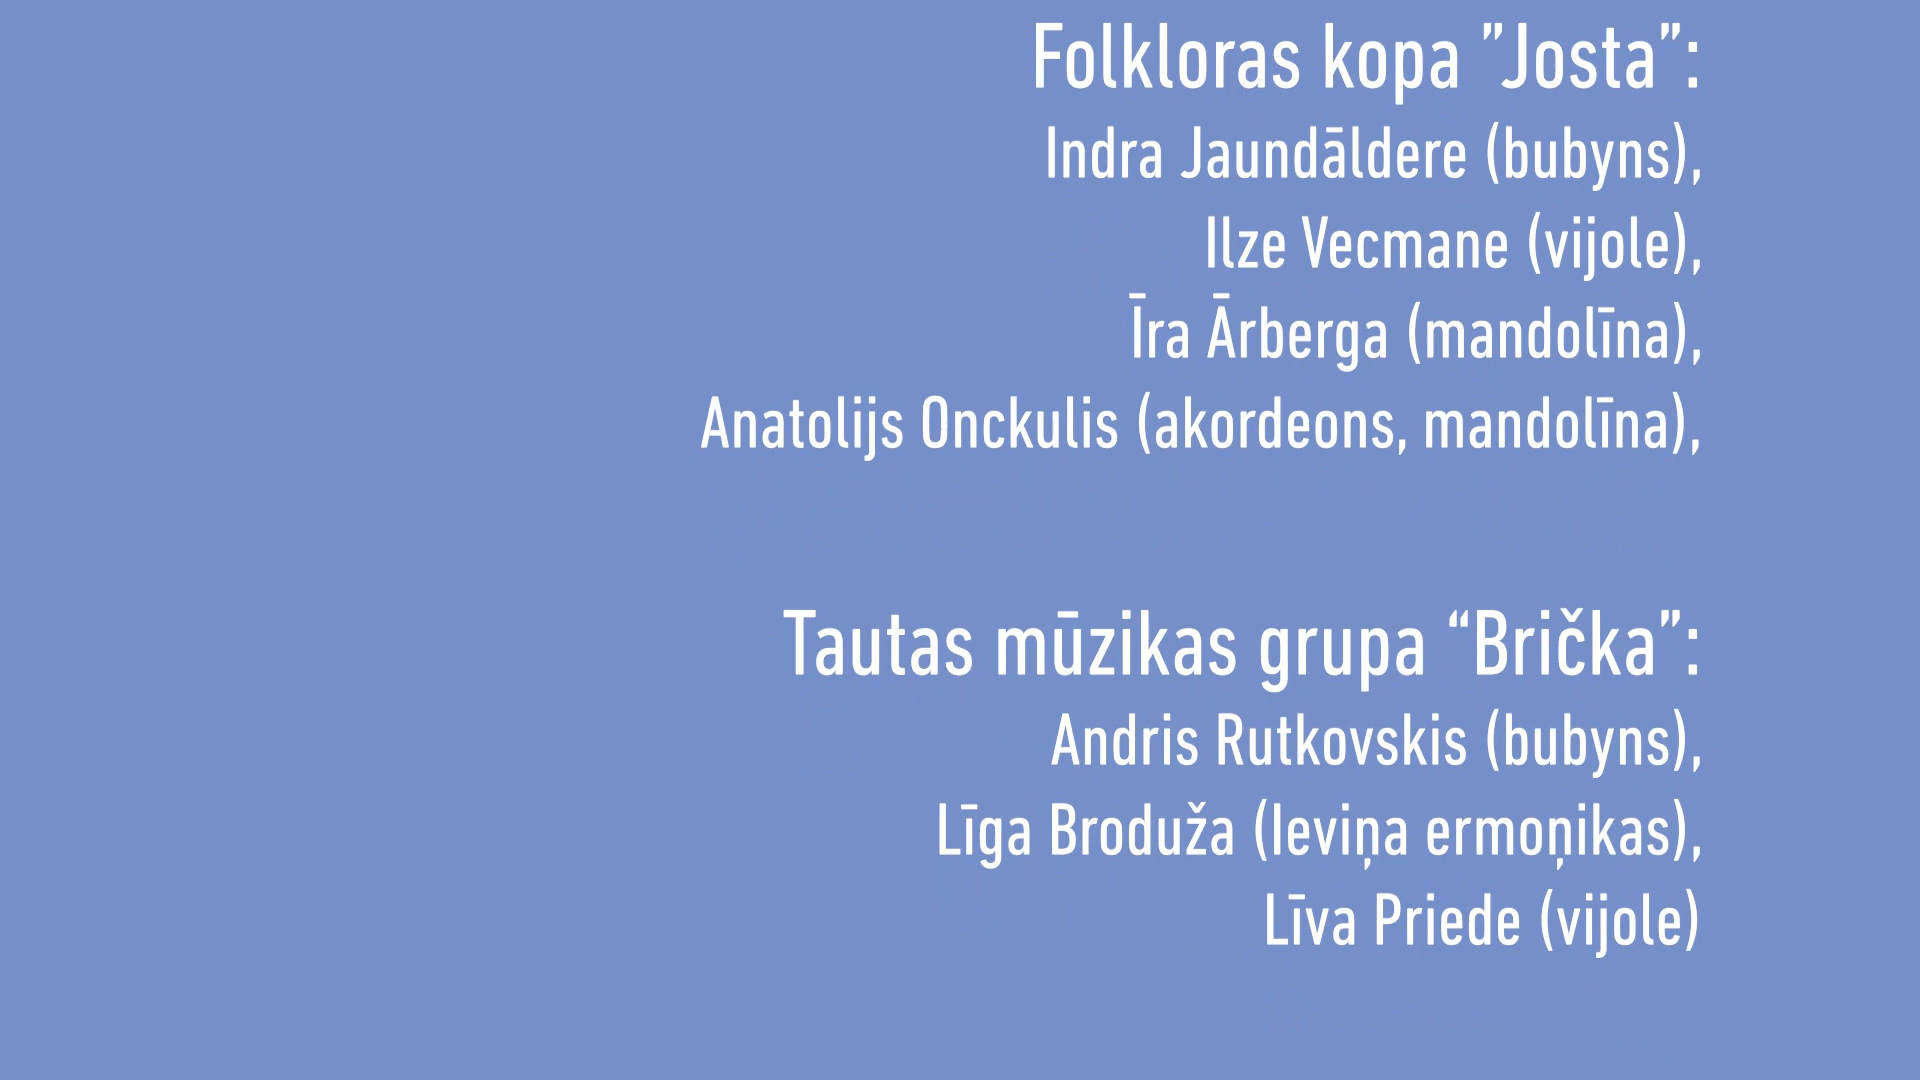 Folkloras kopa ”Josta”:
Indra Jaundāldere (bubyns),
Ilze Vecmane (vijole),
Īra Ārberga (mandolīna),
Anatolijs Onckulis (akordeons, mandolīna),
Tautas mūzikas grupa “Brička”:
Andris Rutkovskis (bubyns),
Līga Broduža (Ieviņa ermoņikas),
Līva Priede (vijole)